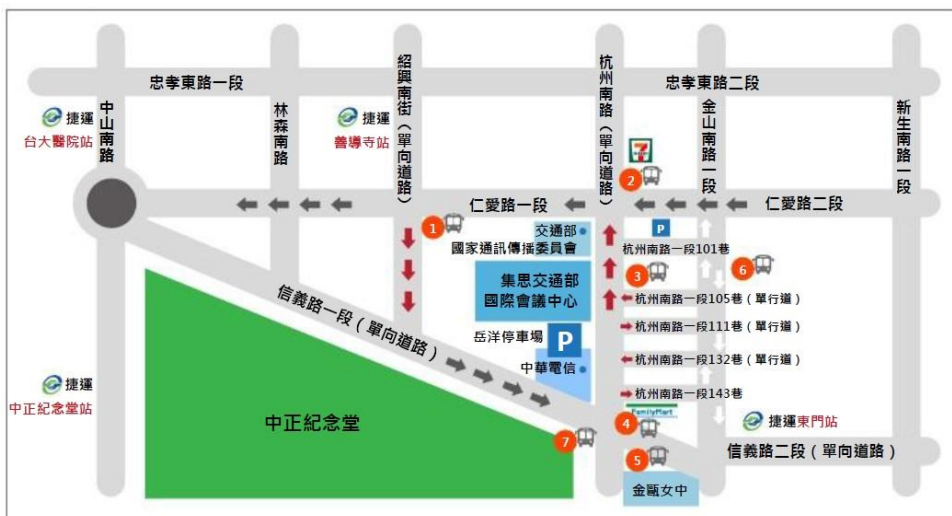 忠孝東路一段
忠孝東路二段
中山南路
林森南路
紹興南街（單向道路）
杭州南路（單向道路）
金山南路一段
新生南路一段
捷運
台大醫院站
捷運
善導寺站
7
2
仁愛路一段
仁愛路二段
1
交通部
國家通訊傳播委員會
P
杭州南路一段101巷
3
6
集思交通部
國際會議中心
杭州南路一段105巷（單行道）
杭州南路一段111巷（單行道）
信義路一段（單向道路）
岳洋停車場
P
中華電信
杭州南路一段132巷（單行道）
杭州南路一段143巷
捷運
中正紀念堂站
中正紀念堂
FamilyMart
4
7
5
捷運東門站
信義路二段（單向道路）
金甌女中